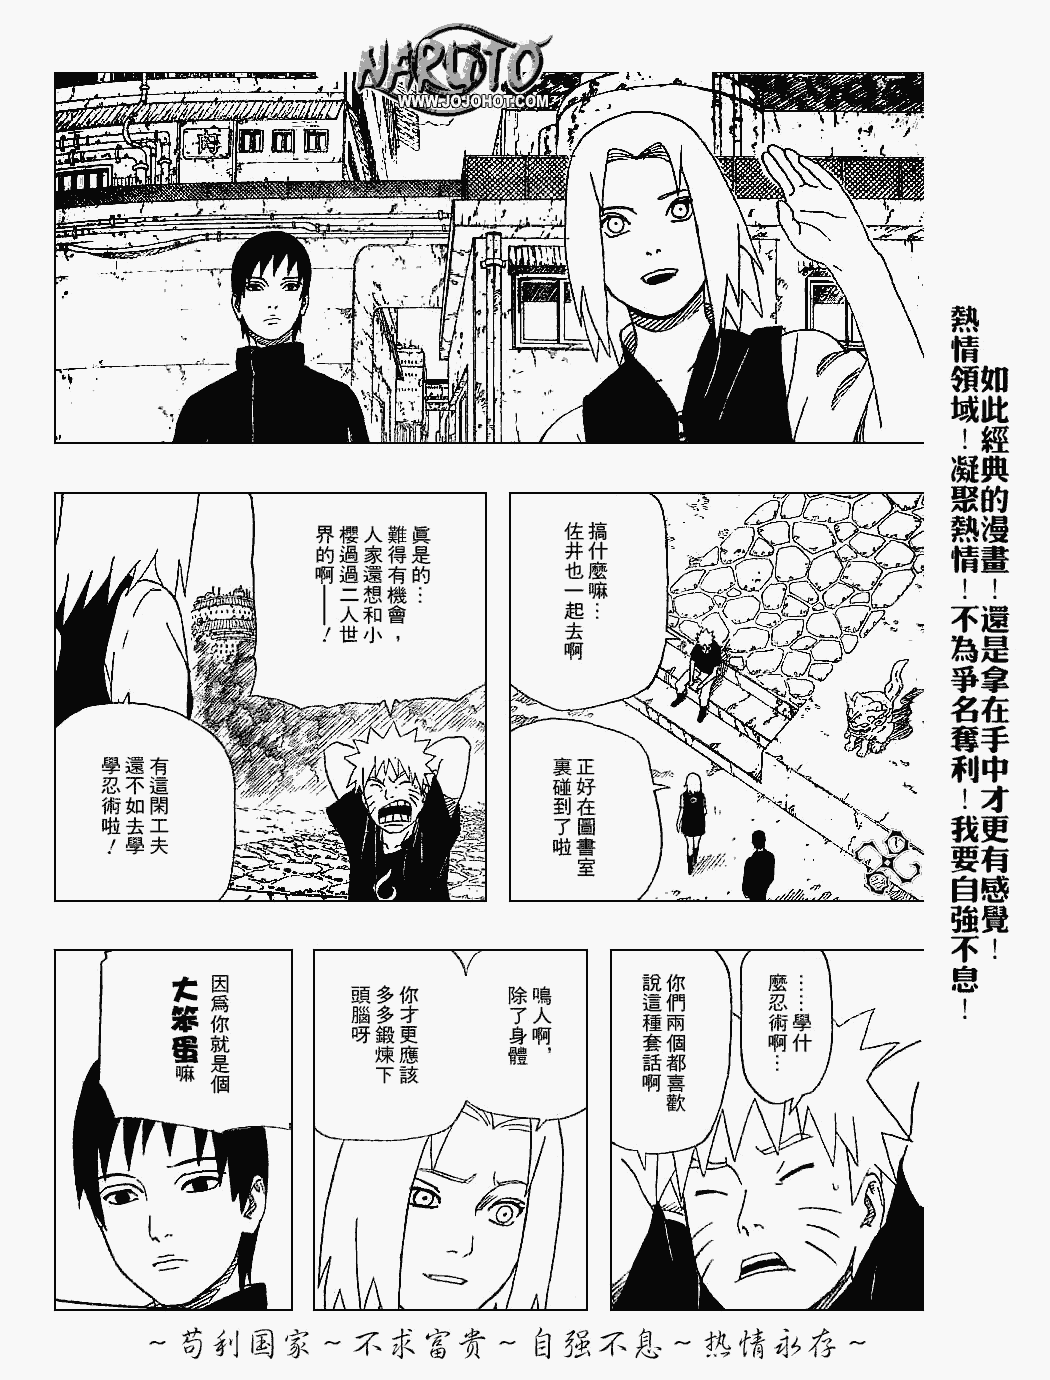 NARUTO
WWW.JOJOHOT.COM
如此經典的漫畫！還是拿在手中才更有感覺！
熱情領域！凝聚熱情！不為爭名奪利！我要自強不息！
搞什麼嘛…
佐井也一起去啊
正好在圖書室
裏碰到了啦
眞是的…
難得有機會，
人家還想和小
櫻過過二人世
界的啊——！
有這閑工夫
還不如去學
學忍術啦！
……學什
麼忍術啊…
你們兩個都喜歡
說這種套話啊
鳴人啊,
除了身體
你才更應該
多多鍛煉下
頭腦呀
因爲你就是個
大笨蛋嘛
~苟利国家~不求富贵~自强不息~热情永存~